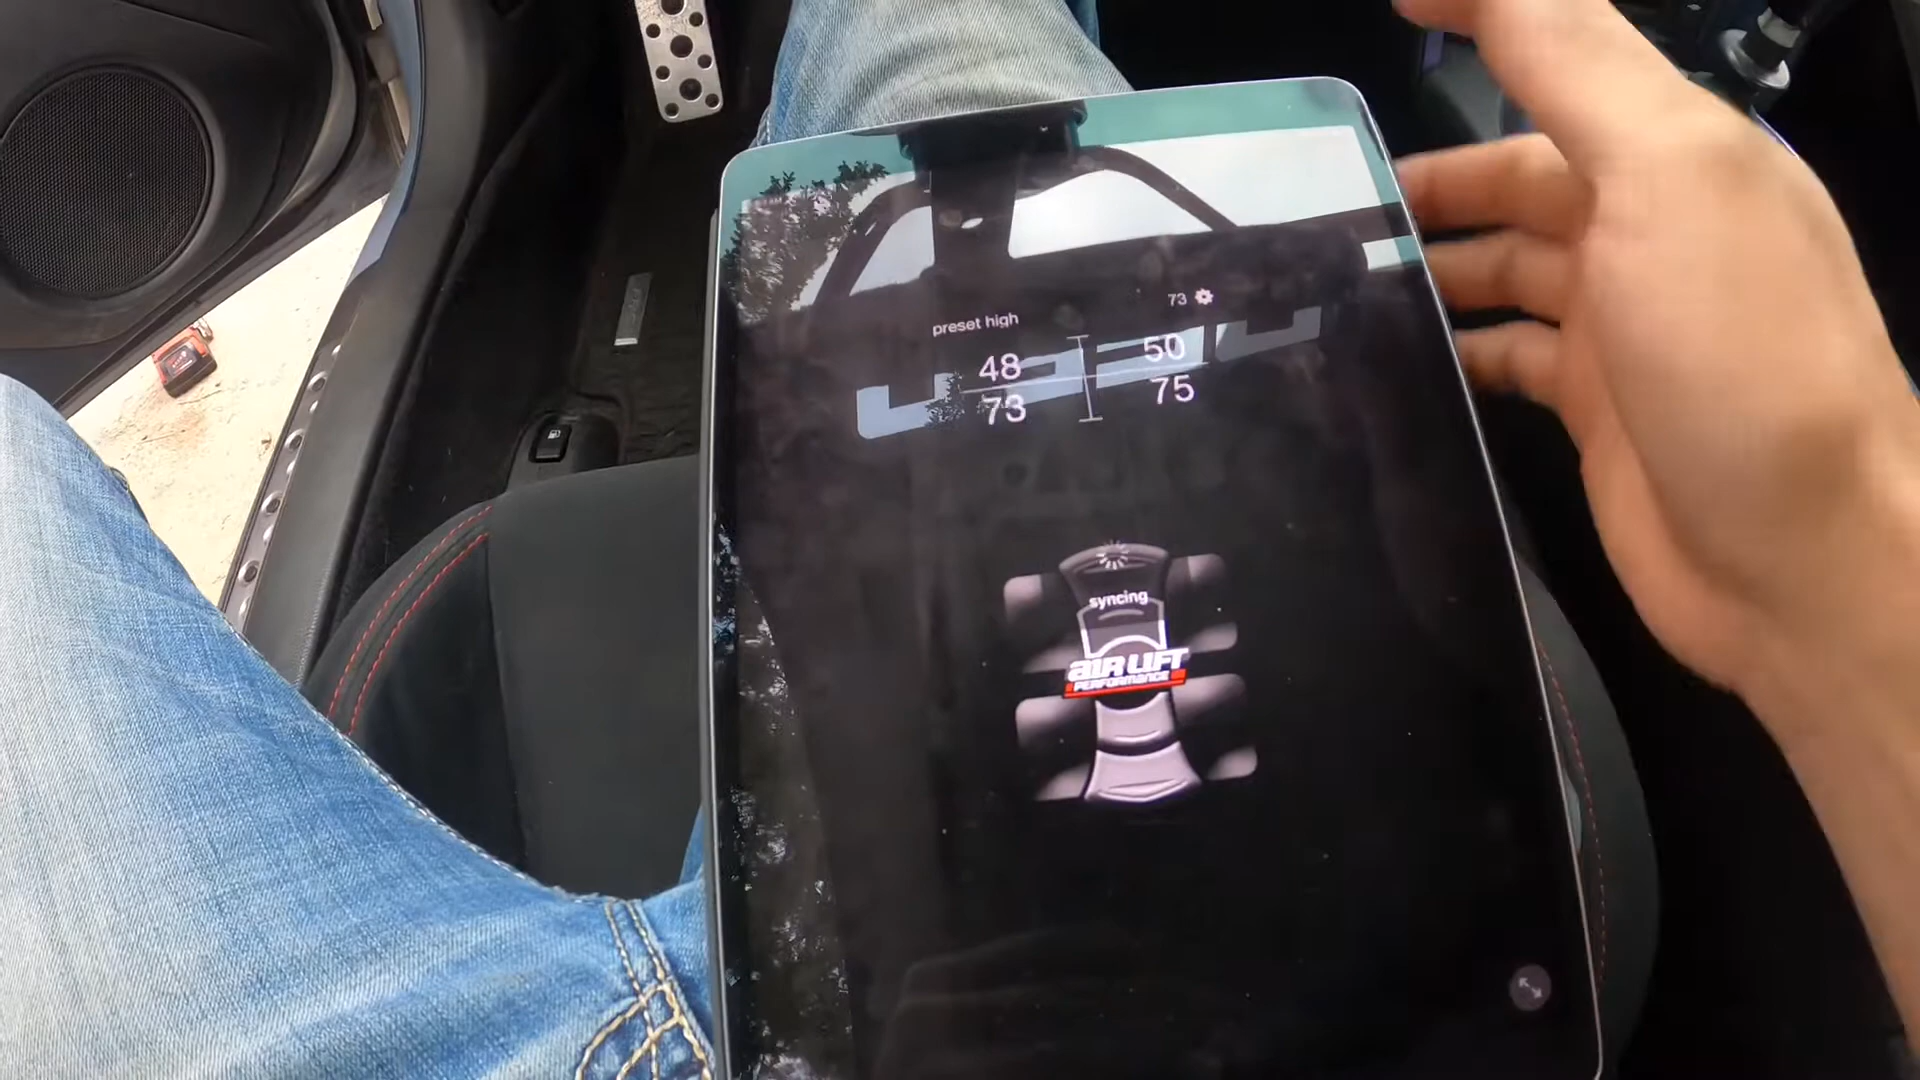 preset high
73
48
50
73
75
syncing
AIR LIFT
PERFORMANCE